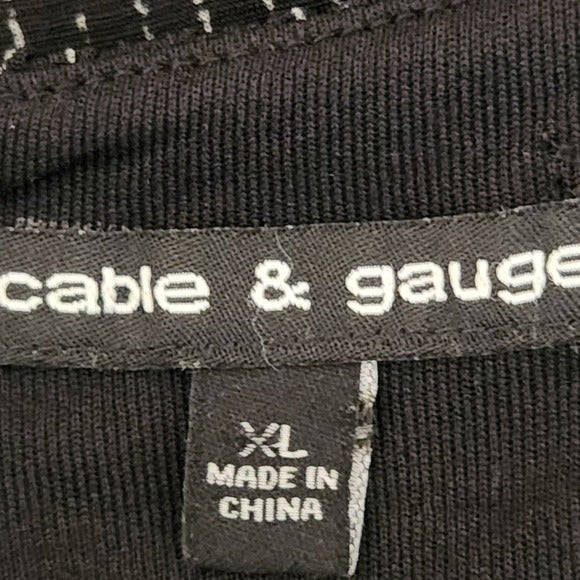 cable & gauge
XL
MADE IN
CHINA